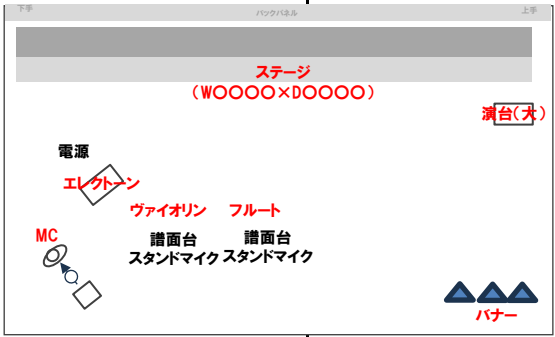 下手
バックパネル
上手
ステージ
（W〇〇〇〇×D〇〇〇〇）
演台（大）
電源
エレクトーン
ヴァイオリン
フルート
MC
譜面台
スタンドマイク
譜面台
スタンドマイク
バナー